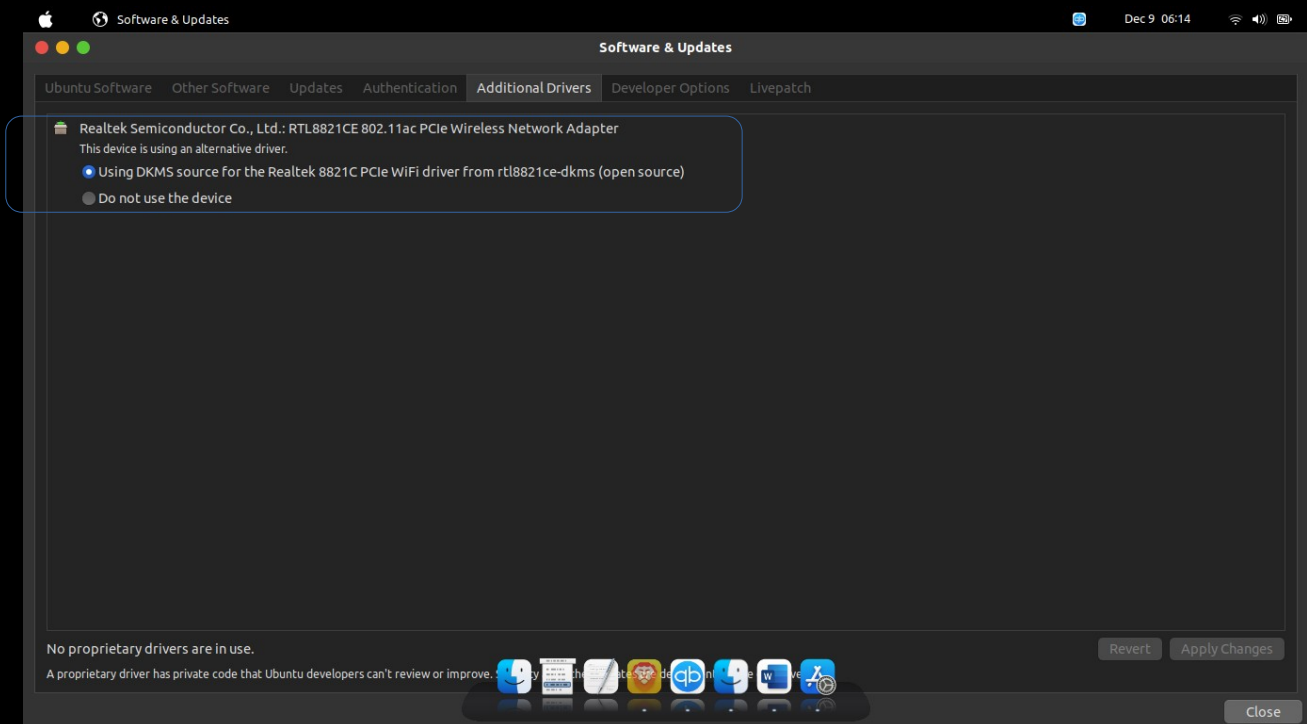 Software & Updates
Dec 9 06:14
Software & Updates
Ubuntu Software Other Software Updates Authentication Additional Drivers Developer Options Livepatch
Realtek Semiconductor Co., Ltd.: RTL8821CE 802.11ac PCIe Wireless Network Adapter
This device is using an alternative driver.
Using DKMS source for the Realtek 8821C PCIe WiFi driver from rtl8821ce-dkms (open source)
Do not use the device
No proprietary drivers are in use.
Revert Apply Changes
A proprietary driver has private code that Ubuntu developers can't review or improve.
qb W
Close